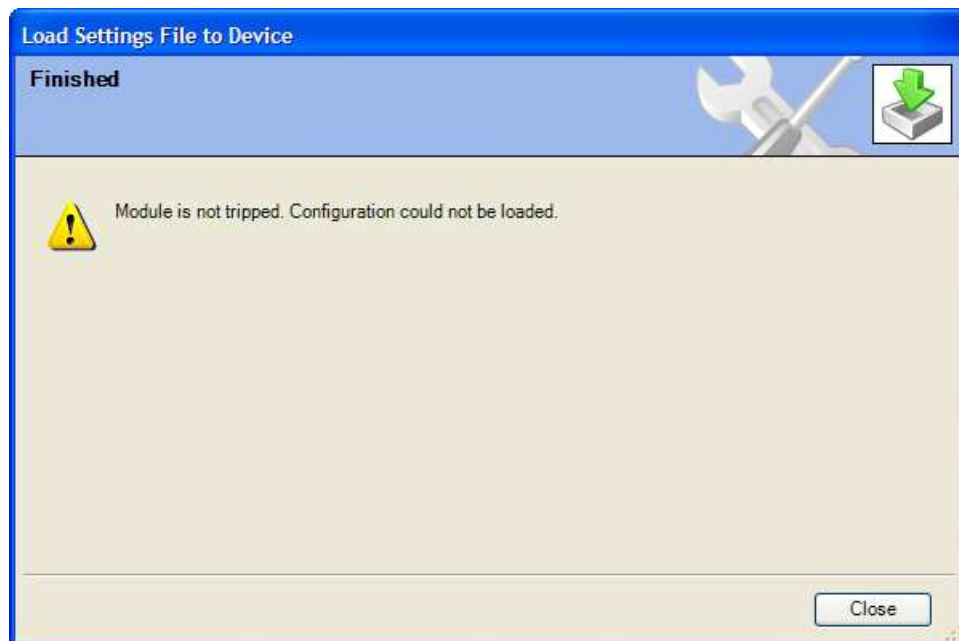 Load Settings File to Device
Finished
Module is not tripped. Configuration could not be loaded.
Close